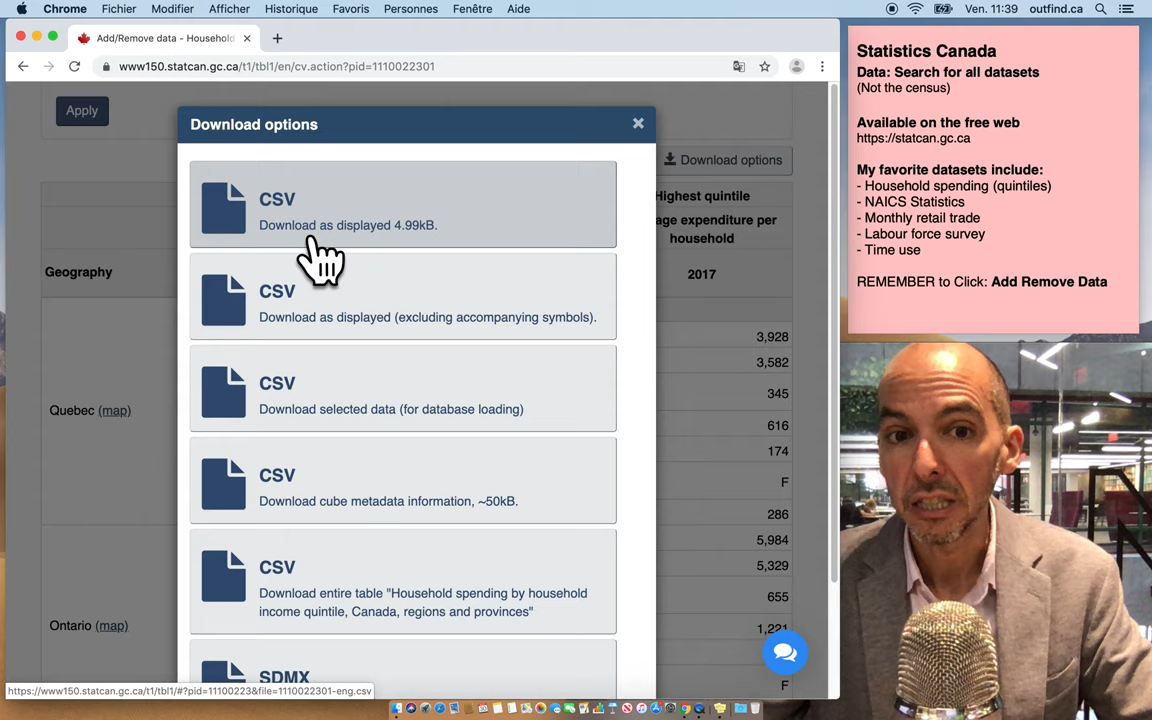 Chrome Fichier Modifier Afficher Historique Favoris Personnes Fenêtre Aide Ven. 11:39 outfind.ca
Add/Remove data - Household
www150.statcan.gc.ca/t1/tbl1/en/cv.action?pid=1110022301
Apply
Download options
Download options
CSV
Download as displayed 4.99kB.
CSV
Download as displayed (excluding accompanying symbols).
CSV
Download selected data (for database loading)
CSV
Download cube metadata information, ~50kB.
CSV
Download entire table "Household spending by household
income quintile, Canada, regions and provinces"
SDMX
Geography
Quebec (map)
Ontario (map)
Highest quintile
age expenditure per
household
2017
3,928
3,582
345
616
174
F
286
5,984
5,329
655
1,221
F
https://www150.statcan.gc.ca/t1/tbl1/#?pid=11100223&file=1110022301-eng.csv
Statistics Canada
Data: Search for all datasets
(Not the census)
Available on the free web
https://statcan.gc.ca
My favorite datasets include:
- Household spending (quintiles)
- NAICS Statistics
- Monthly retail trade
- Labour force survey
- Time use
REMEMBER to Click: Add Remove Data